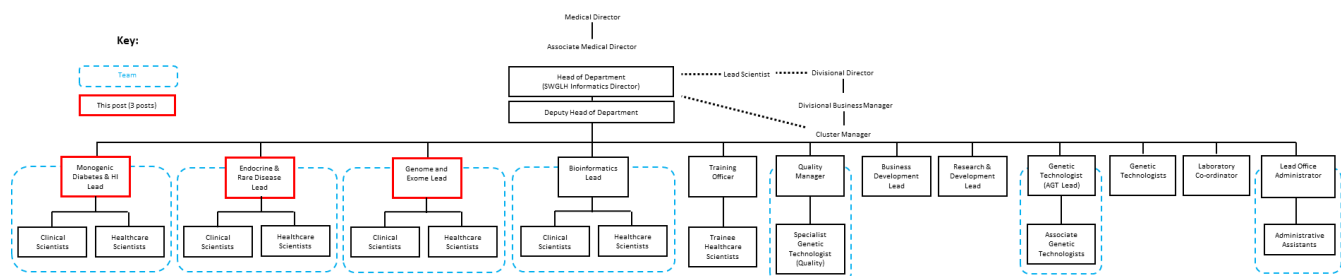 Medical Director
Key:
Associate Medical Director
Team
Head of Department
(SWGLH Informatics Director)
Lead Scientist
Divisional Director
This post (3 posts)
Deputy Head of Department
Divisional Business Manager
Cluster Manager
Monogenic
Diabetes & HI
Lead
Endocrine &
Rare Disease
Lead
Genome and
Exome Lead
Bioinformatics
Lead
Training
Officer
Quality
Manager
Business
Development
Lead
Research &
Development
Lead
Genetic
Technologist
(AGT Lead)
Genetic
Technologists
Laboratory
Co-ordinator
Lead Office
Administrator
Clinical
Scientists
Healthcare
Scientists
Clinical
Scientists
Healthcare
Scientists
Clinical
Scientists
Healthcare
Scientists
Clinical
Scientists
Healthcare
Scientists
Trainee
Healthcare
Scientists
Specialist
Genetic
Technologist
(Quality)
Associate
Genetic
Technologists
Administrative
Assistants